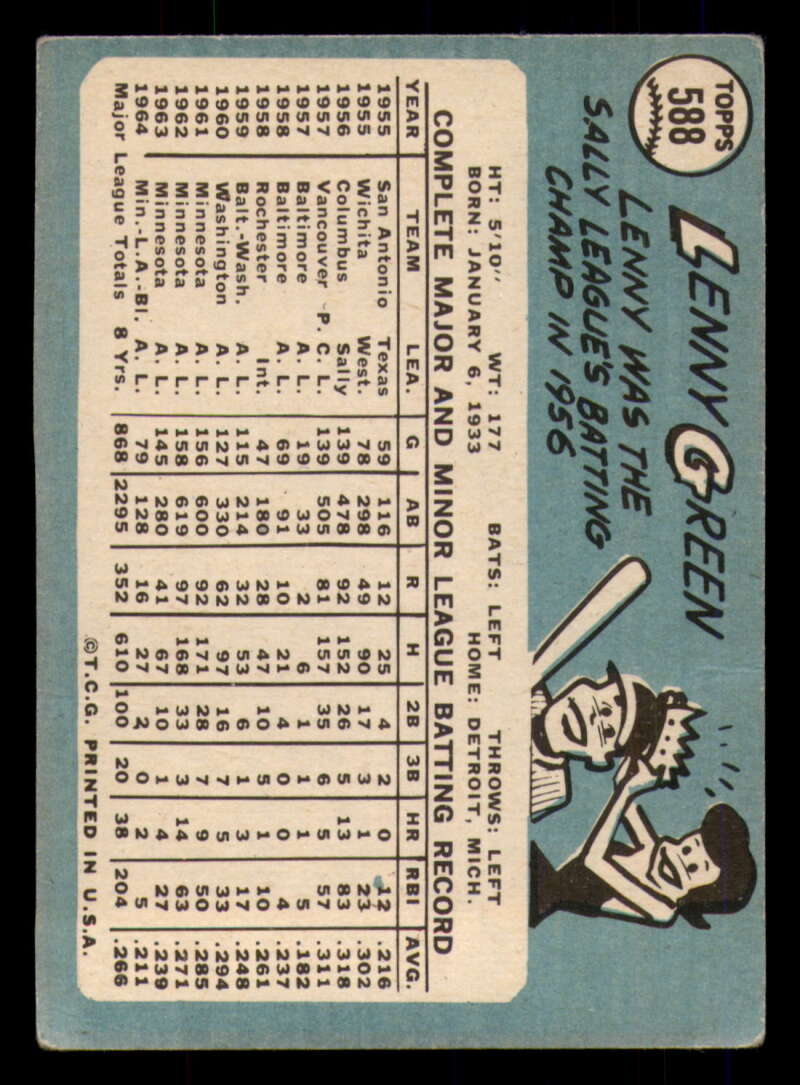 TOPPS
588
LENNY GREEN
LENNY WAS THE
SALLY LEAGUE'S BATTING
CHAMP IN 1956
HT: 5'10" WT: 177 BATS: LEFT THROWS: LEFT
BORN: JANUARY 6, 1933 HOME: DETROIT, MICH.
COMPLETE MAJOR AND MINOR LEAGUE BATTING RECORD
YEAR TEAM LEA. G AB R H 2B 3B HR RBI AVG.
1955 San Antonio Texas 59 116 12 25 4 2 0 12 .216
1955 Wichita West. 78 298 49 90 17 3 1 23 .302
1956 Columbus Sally 139 478 92 152 26 5 13 83 .318
1957 Vancouver P. C. L. 139 505 81 157 35 6 5 57 .311
1957 Baltimore A. L. 19 33 2 6 1 1 1 5 .182
1958 Baltimore A. L. 69 91 10 21 4 0 0 4 .237
1958 Rochester Int. 47 180 28 47 10 5 1 10 .261
1959 Balt.-Wash. A. L. 115 214 32 53 6 1 3 17 .248
1960 Washington A. L. 127 330 62 97 16 7 5 33 .294
1961 Minnesota A. L. 156 600 92 171 28 7 9 50 .285
1962 Minnesota A. L. 158 619 97 168 33 3 14 63 .271
1963 Minnesota A. L. 145 280 41 67 10 1 4 27 .239
1964 Min.-L.A.-Bl. A. L. 79 128 16 27 2 0 2 5 .211
Major League Totals 8 Yrs. 868 2295 352 610 100 20 38 204 .266
©T.C.G. PRINTED IN U.S.A.